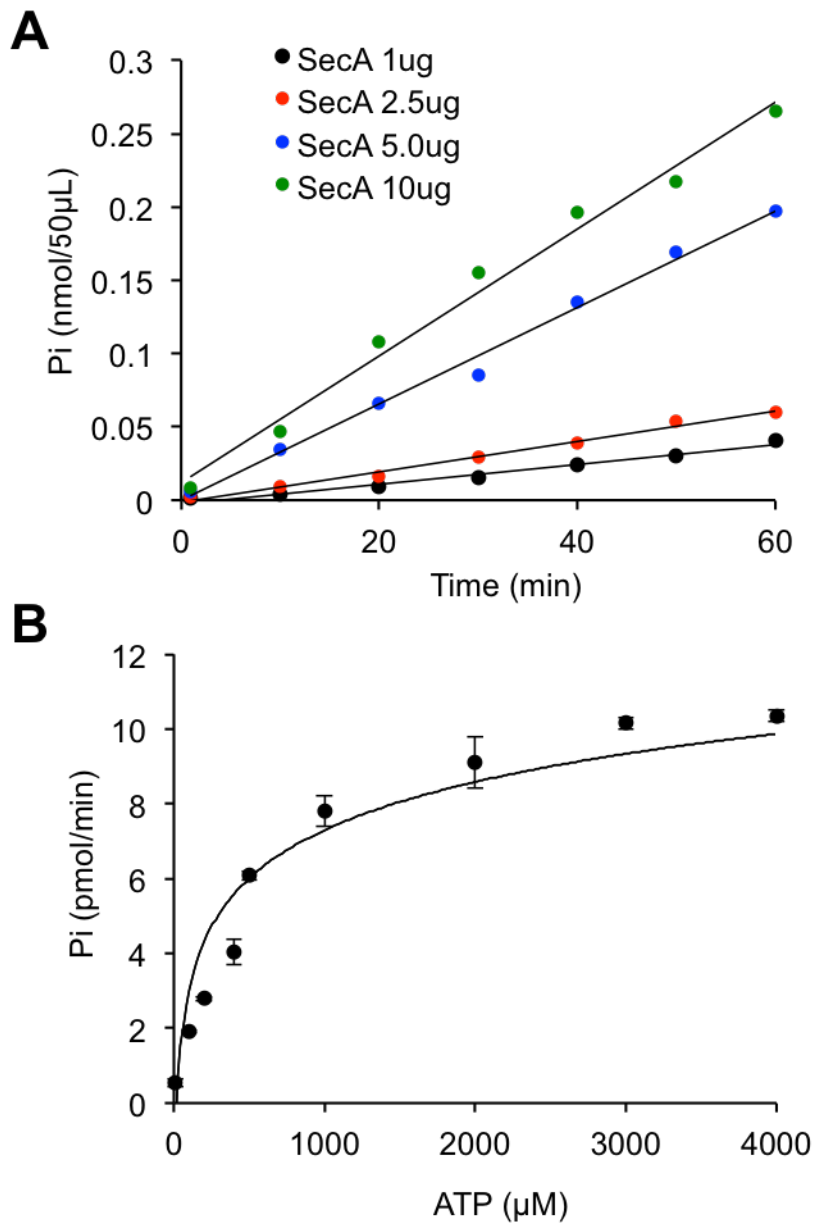 A
SecA 1ug
SecA 2.5ug
SecA 5.0ug
SecA 10ug
0.3
0.25
0.2
0.15
0.1
0.05
0
Pi (nmol/50µL)
0 20 40 60
Time (min)
B
12
10
8
6
4
2
0
Pi (pmol/min)
0 1000 2000 3000 4000
ATP (µM)